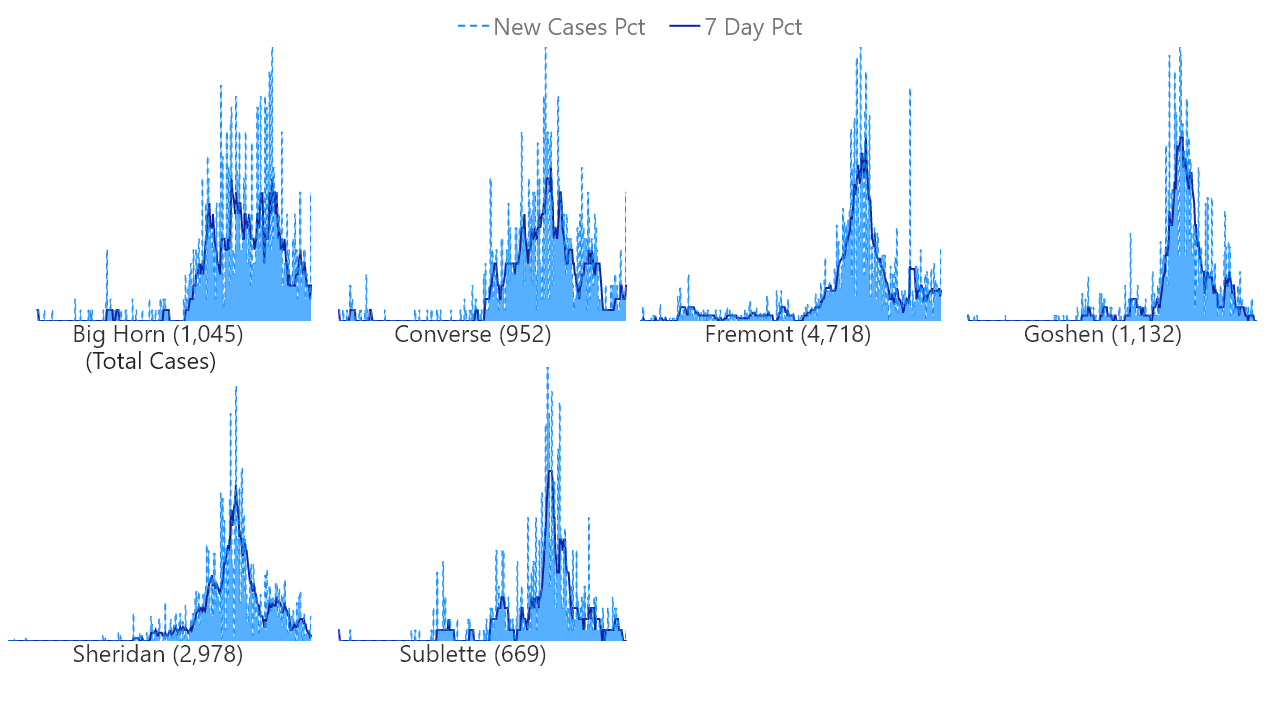 New Cases Pct 7 Day Pct
Big Horn (1,045)
(Total Cases)
Converse (952)
Fremont (4,718)
Goshen (1,132)
Sheridan (2,978)
Sublette (669)